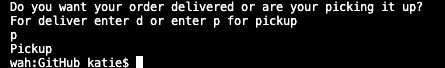 Do you want your order delivered or are your picking it up?
For deliver enter d or enter p for pickup
p
Pickup
wah:GitHub katie$